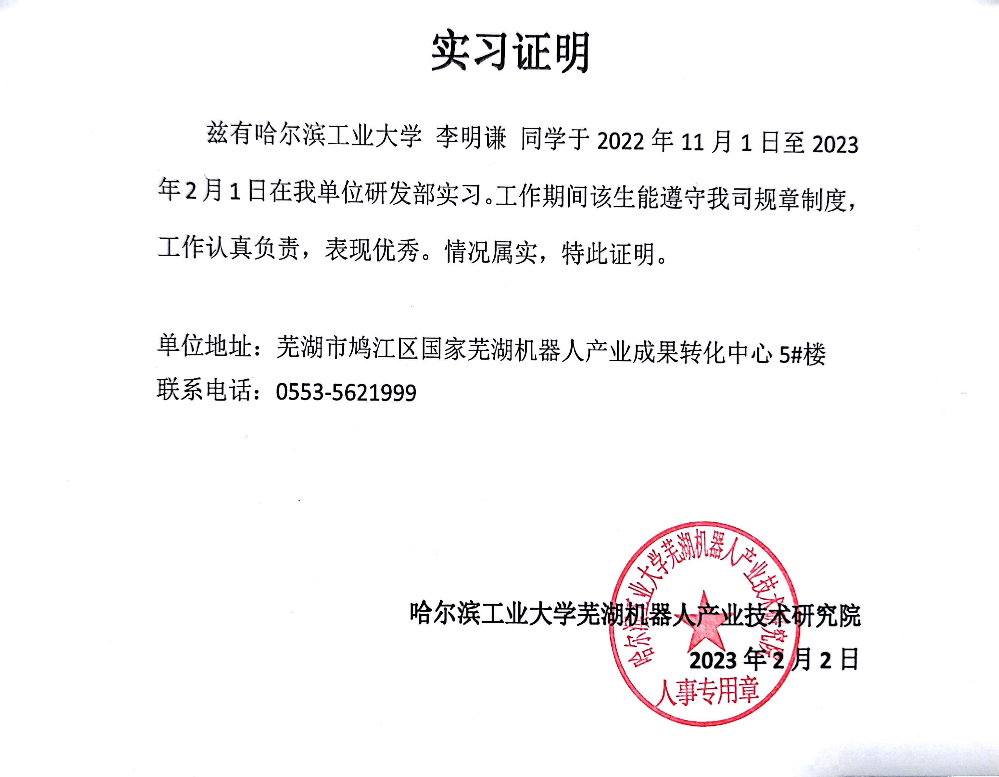 实习证明
兹有哈尔滨工业大学 李明谦 同学于 2022 年 11 月 1 日至 2023
年 2 月 1 日在我单位研发部实习。工作期间该生能遵守我司规章制度，
工作认真负责，表现优秀。情况属实，特此证明。
单位地址：芜湖市鸠江区国家芜湖机器人产业成果转化中心 5#楼
联系电话：0553-5621999
哈尔滨工业大学芜湖机器人产业技术研究院
哈尔滨工业大学芜湖机器人产业技术研究院
2023 年 2 月 2 日
人事专用章